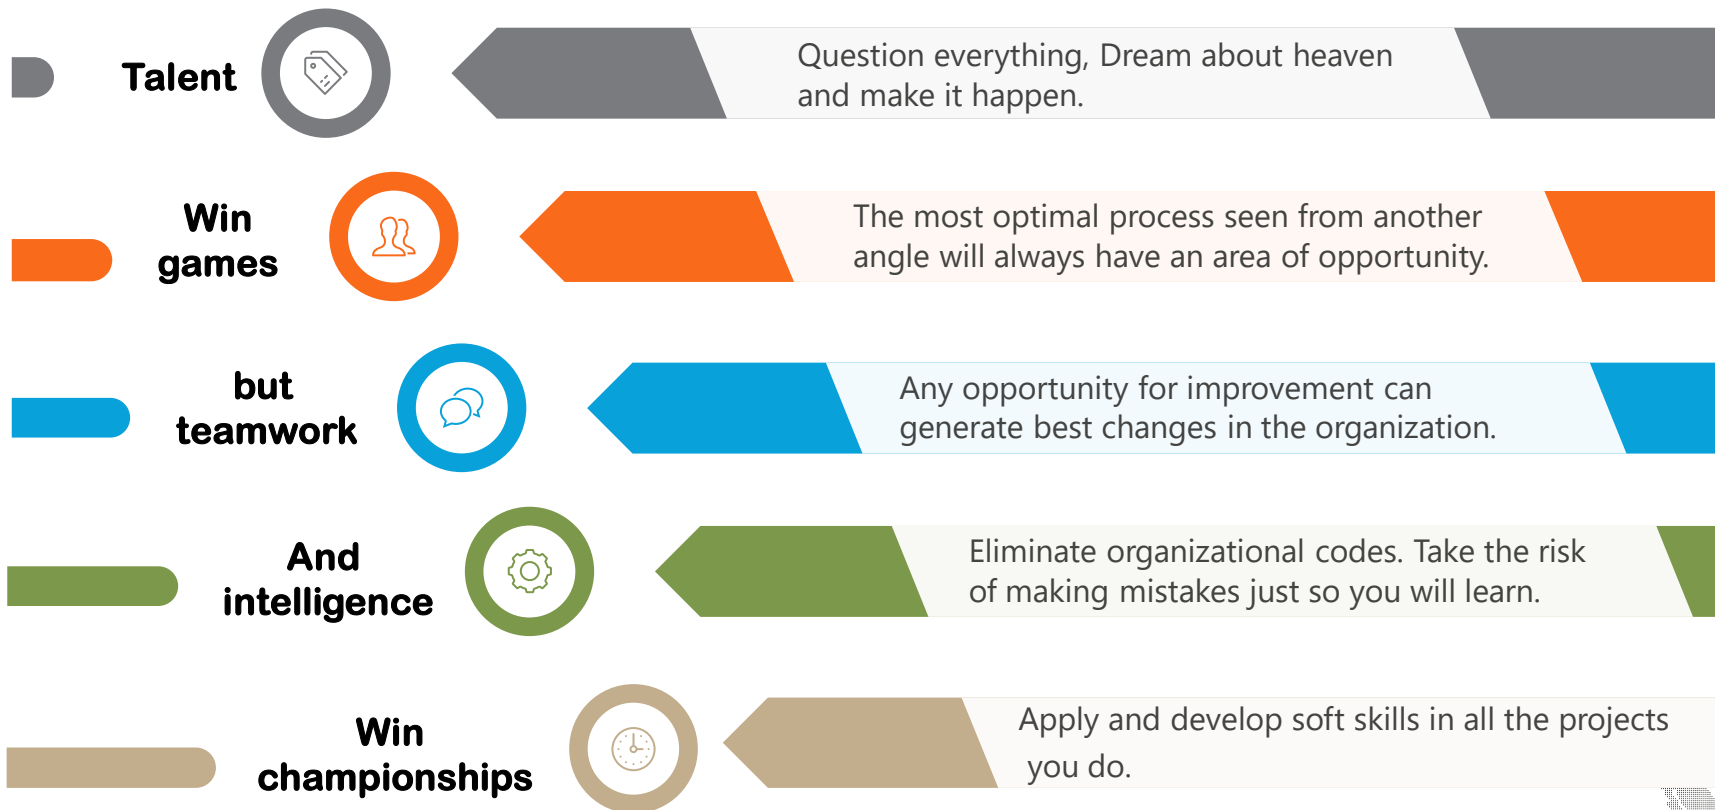 Talent
Question everything, Dream about heaven
and make it happen.
Win
games
The most optimal process seen from another
angle will always have an area of opportunity.
but
teamwork
Any opportunity for improvement can
generate best changes in the organization.
And
intelligence
Eliminate organizational codes. Take the risk
of making mistakes just so you will learn.
Win
championships
Apply and develop soft skills in all the projects
you do.